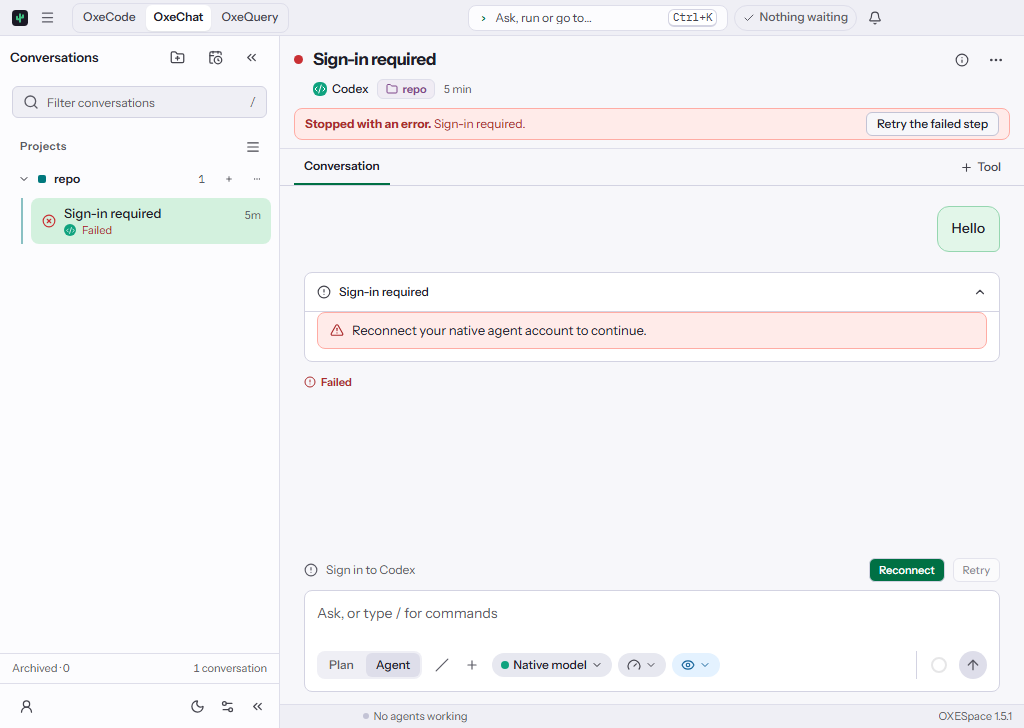 OxeCode OxeChat OxeQuery
› Ask, run or go to... Ctrl+K
Nothing waiting
Conversations
Filter conversations /
Projects
repo 1 + ...
Sign-in required 5m
Failed
Archived · 0 1 conversation
Sign-in required
Codex repo 5 min
Stopped with an error. Sign-in required. Retry the failed step
Conversation + Tool
Hello
Sign-in required
Reconnect your native agent account to continue.
Failed
Sign in to Codex Reconnect Retry
Ask, or type / for commands
Plan Agent Native model
No agents working OXESpace 1.5.1